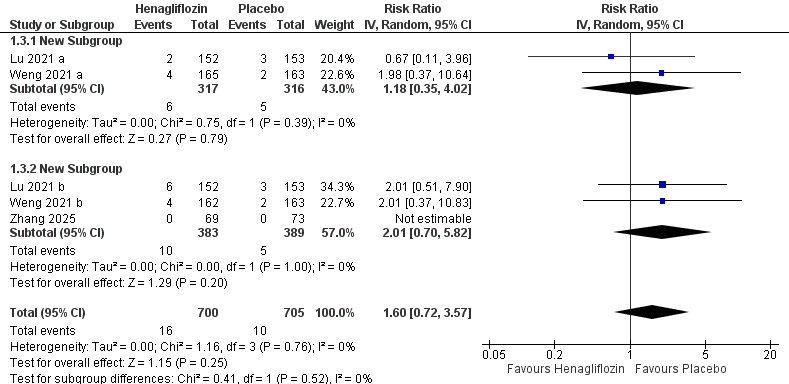 Henagliflozin Placebo Risk Ratio Risk Ratio
Study or Subgroup Events Total Events Total Weight IV, Random, 95% CI IV, Random, 95% CI
1.3.1 New Subgroup
Lu 2021 a 2 152 3 153 20.4% 0.67 [0.11, 3.96]
Weng 2021 a 4 165 2 163 22.6% 1.98 [0.37, 10.64]
Subtotal (95% CI) 317 316 43.0% 1.18 [0.35, 4.02]
Total events 6 5
Heterogeneity: Tau² = 0.00; Chi² = 0.75, df = 1 (P = 0.39); I² = 0%
Test for overall effect: Z = 0.27 (P = 0.79)
1.3.2 New Subgroup
Lu 2021 b 6 152 3 153 34.3% 2.01 [0.51, 7.90]
Weng 2021 b 4 162 2 163 22.7% 2.01 [0.37, 10.83]
Zhang 2025 0 69 0 73 Not estimable
Subtotal (95% CI) 383 389 57.0% 2.01 [0.70, 5.82]
Total events 10 5
Heterogeneity: Tau² = 0.00; Chi² = 0.00, df = 1 (P = 1.00); I² = 0%
Test for overall effect: Z = 1.29 (P = 0.20)
Total (95% CI) 700 705 100.0% 1.60 [0.72, 3.57]
Total events 16 10
Heterogeneity: Tau² = 0.00; Chi² = 1.16, df = 3 (P = 0.76); I² = 0%
Test for overall effect: Z = 1.15 (P = 0.25)
Test for subgroup differences: Chi² = 0.41, df = 1 (P = 0.52), I² = 0%
0.05 0.2 1 5 20
Favours Henagliflozin Favours Placebo